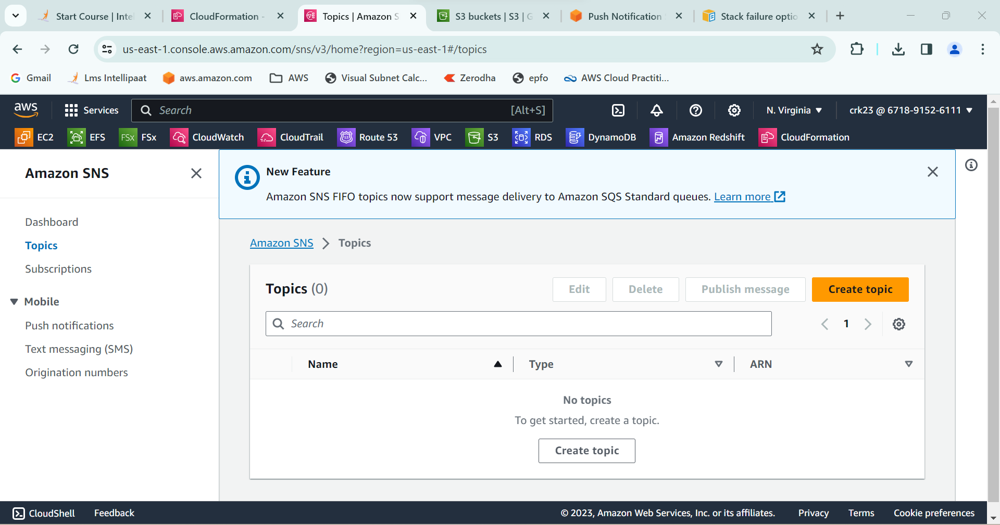 Start Course | Inte
CloudFormation -
Topics | Amazon S
S3 buckets | S3 | G
Push Notification
Stack failure optio
us-east-1.console.aws.amazon.com/sns/v3/home?region=us-east-1#/topics
Gmail
Lms Intellipaat
aws.amazon.com
AWS
Visual Subnet Calc...
Zerodha
epfo
AWS Cloud Practiti...
aws
Services
Search
[Alt+S]
N. Virginia
crk23 @ 6718-9152-6111
EC2
EFS
FSx
FSx
CloudWatch
CloudTrail
53
Route 53
VPC
S3
RDS
DynamoDB
Amazon Redshift
CloudFormation
Amazon SNS
New Feature
Amazon SNS FIFO topics now support message delivery to Amazon SQS Standard queues. Learn more
Dashboard
Topics
Subscriptions
Mobile
Push notifications
Text messaging (SMS)
Origination numbers
Amazon SNS
Topics
Topics (0)
Edit
Delete
Publish message
Create topic
Search
1
Name
Type
ARN
No topics
To get started, create a topic.
Create topic
CloudShell
Feedback
© 2023, Amazon Web Services, Inc. or its affiliates.
Privacy
Terms
Cookie preferences